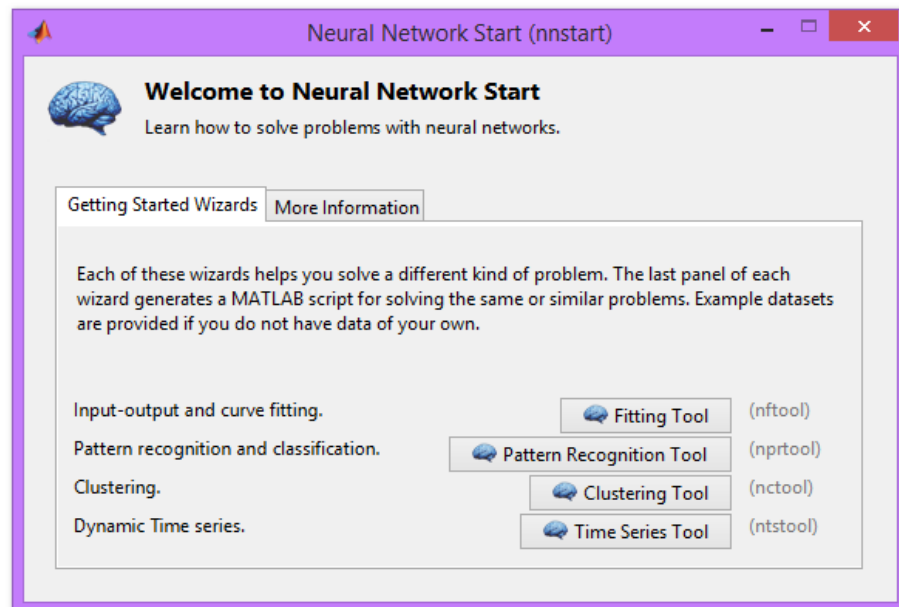 Neural Network Start (nnstart)
Welcome to Neural Network Start
Learn how to solve problems with neural networks.
Getting Started Wizards More Information
Each of these wizards helps you solve a different kind of problem. The last panel of each
wizard generates a MATLAB script for solving the same or similar problems. Example datasets
are provided if you do not have data of your own.
Input-output and curve fitting. Fitting Tool (nftool)
Pattern recognition and classification. Pattern Recognition Tool (nprtool)
Clustering. Clustering Tool (nctool)
Dynamic Time series. Time Series Tool (ntstool)